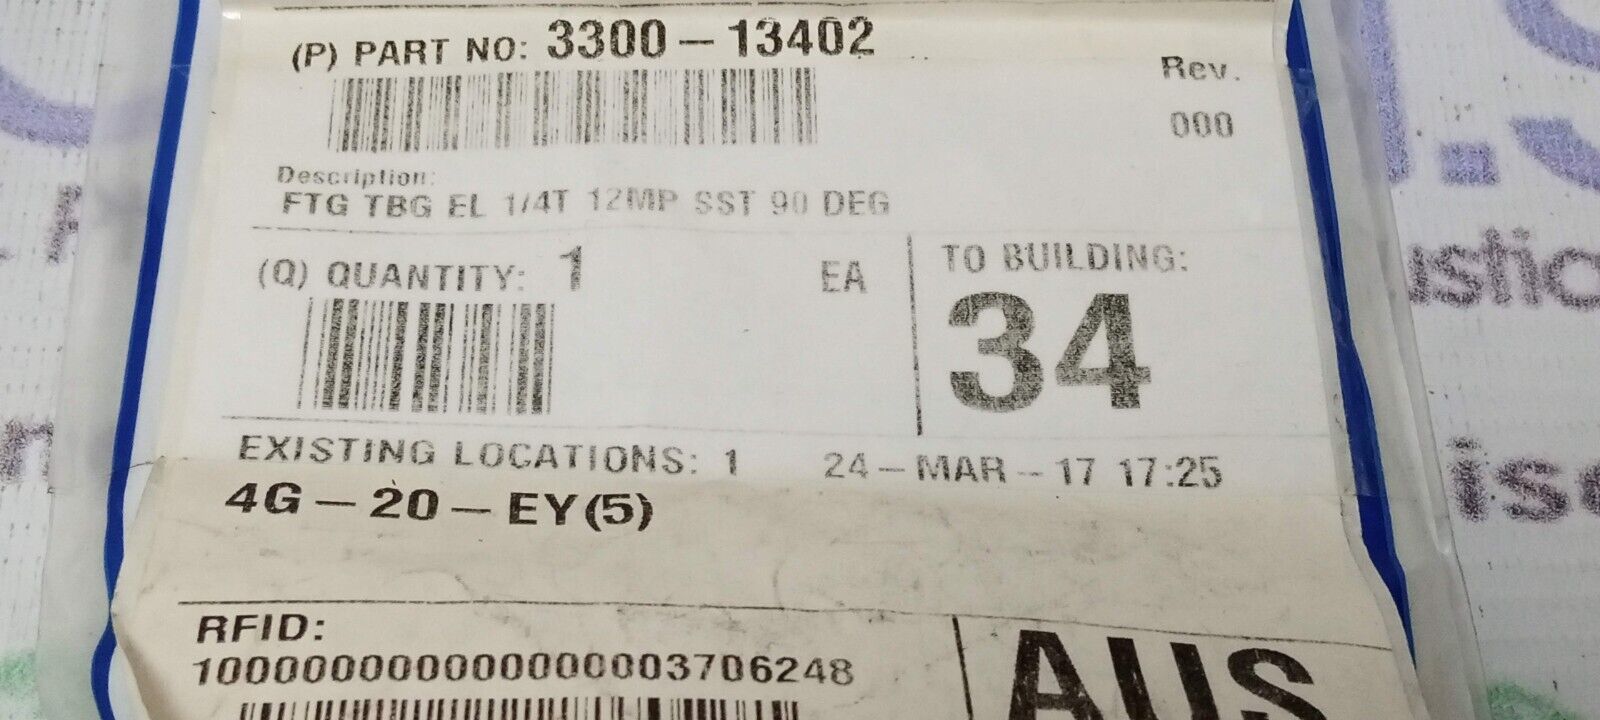 (P) PART NO: 3300-13402
Rev.
000
Description:
FTG TBG EL 1/4T 12MP SST 90 DEG
(Q) QUANTITY: 1 EA
TO BUILDING:
34
EXISTING LOCATIONS: 1 24-MAR-17 17:25
4G-20-EY(5)
RFID:
AUS